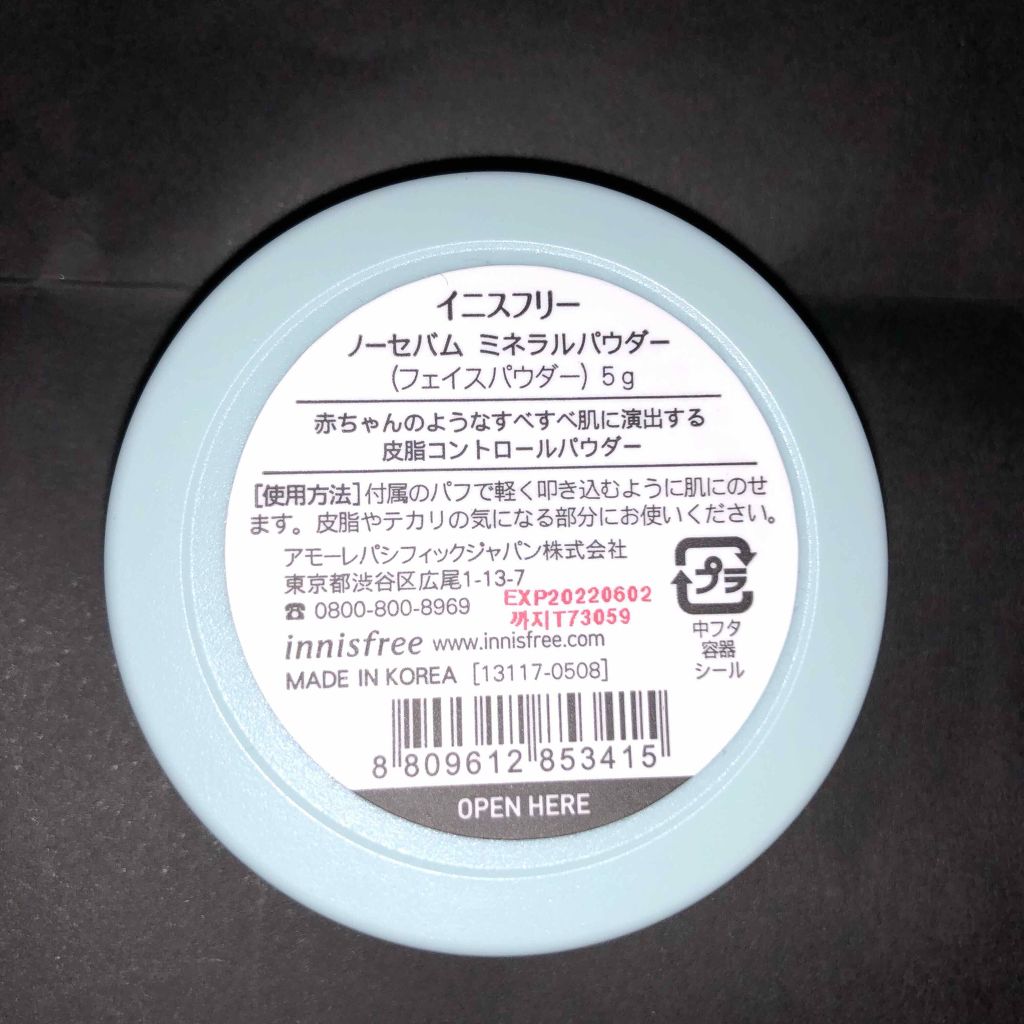 イニスフリー
ノーセバム ミネラルパウダー
(フェイスパウダー) 5g
赤ちゃんのようなすべすべ肌に演出する
皮脂コントロールパウダー
[使用方法]付属のパフで軽く叩き込むように肌にのせ
ます。皮脂やテカリの気になる部分にお使いください。
アモーレパシフィックジャパン株式会社
東京都渋谷区広尾1-13-7
☎ 0800-800-8969
EXP20220602
까지T73059
innisfree www.innisfree.com
MADE IN KOREA [13117-0508]
プラ
中フタ
容器
シール
8 809612 853415
OPEN HERE